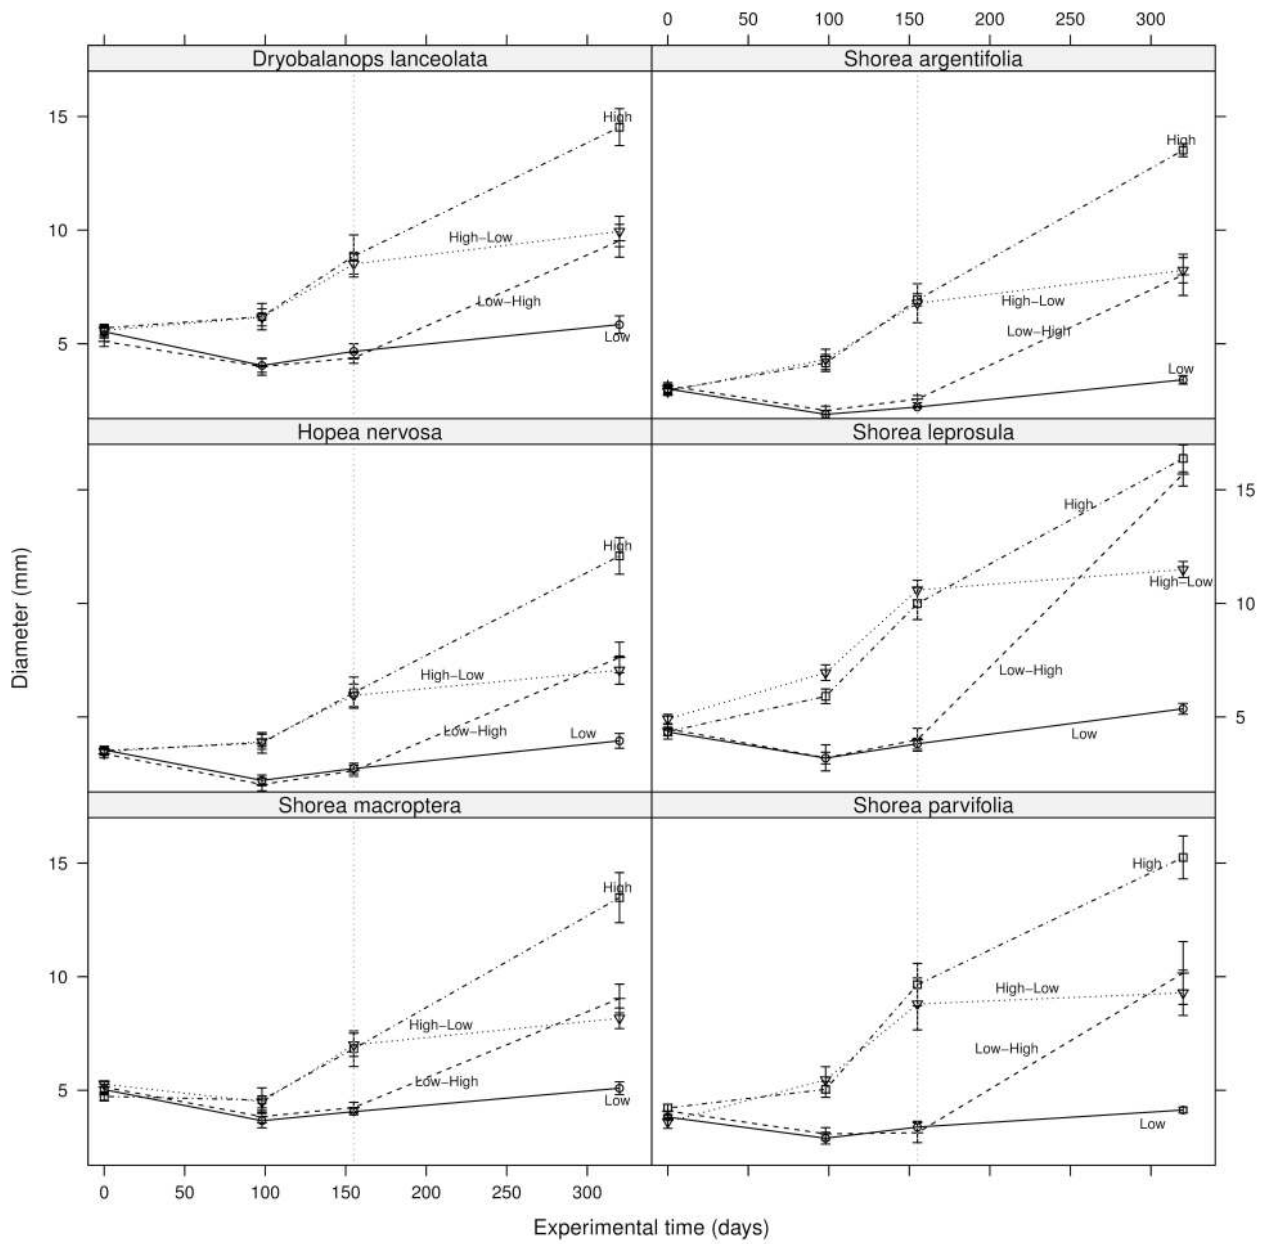 0 50 100 150 200 250 300
Dryobalanops lanceolata
Shorea argentifolia
15
10
5
High
High–Low
Low–High
Low
High
High–Low
Low–High
Low
Hopea nervosa
Shorea leprosula
High
High–Low
Low–High
Low
High
High–Low
Low–High
Low
15
10
5
Diameter (mm)
Shorea macroptera
Shorea parvifolia
15
10
5
High
High–Low
Low–High
Low
High
High–Low
Low–High
Low
0 50 100 150 200 250 300
Experimental time (days)